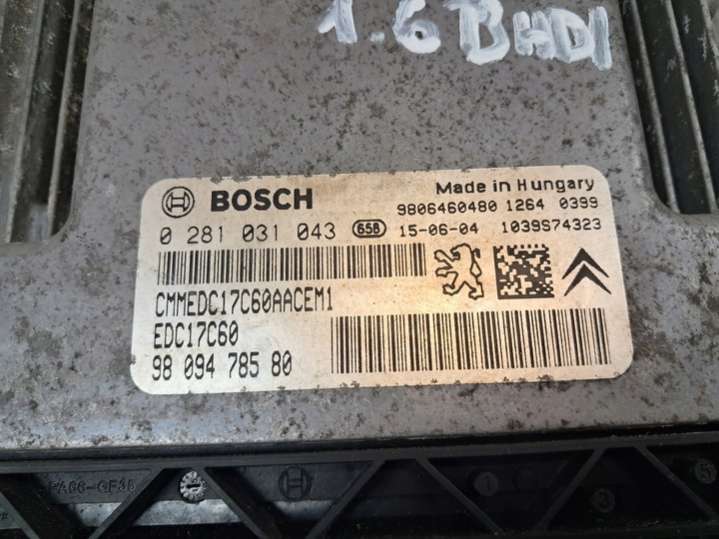 1.6 BHDI
BOSCH
Made in Hungary
9806460480 1264 0399
0 281 031 043 658 15-06-04 1039S74323
CMMEDC17C60AACEM1
EDC17C60
98 094 785 80